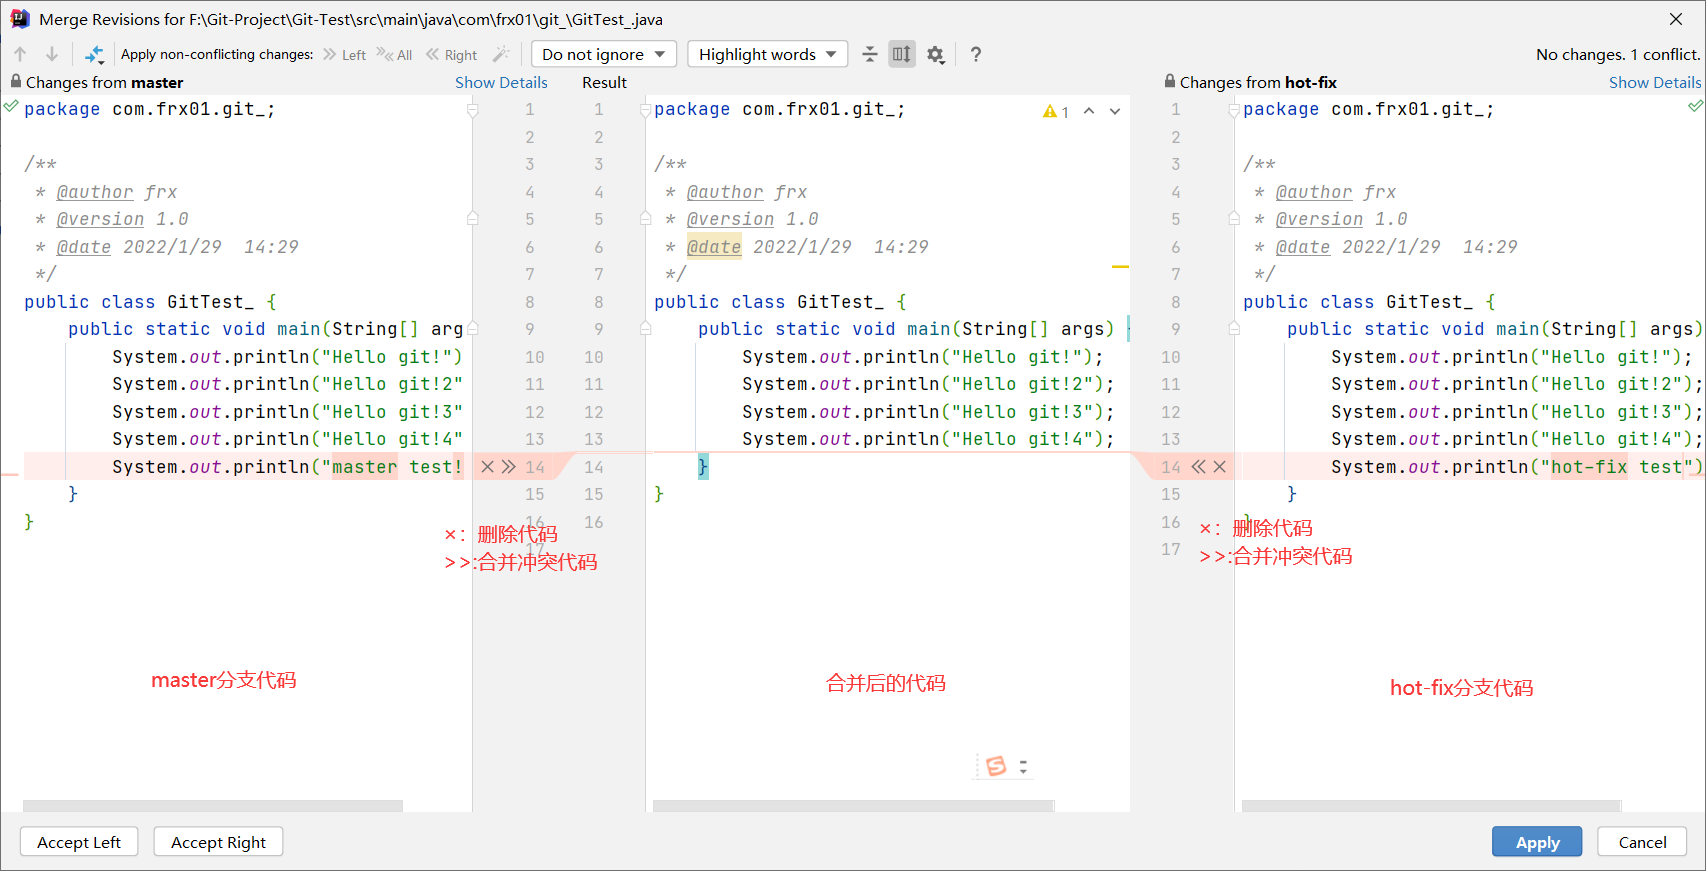 Merge Revisions for F:\Git-Project\Git-Test\src\main\java\com\frx01\git_\GitTest_.java
Apply non-conflicting changes: Left All Right Do not ignore Highlight words ? No changes. 1 conflict.
Changes from master Show Details
1 package com.frx01.git_;
2
3 /**
4 * @author frx
5 * @version 1.0
6 * @date 2022/1/29 14:29
7 */
8 public class GitTest_ {
9 public static void main(String[] arg
10 System.out.println("Hello git!")
11 System.out.println("Hello git!2"
12 System.out.println("Hello git!3"
13 System.out.println("Hello git!4"
14 System.out.println("master test!
15 }
16 }
17
×：删除代码
>>:合并冲突代码
master分支代码
Result
1 package com.frx01.git_; 1
2
3 /**
4 * @author frx
5 * @version 1.0
6 * @date 2022/1/29 14:29
7 */
8 public class GitTest_ {
9 public static void main(String[] args) {
10 System.out.println("Hello git!");
11 System.out.println("Hello git!2");
12 System.out.println("Hello git!3");
13 System.out.println("Hello git!4");
14 }
15 }
16
合并后的代码
Changes from hot-fix Show Details
1 package com.frx01.git_;
2
3 /**
4 * @author frx
5 * @version 1.0
6 * @date 2022/1/29 14:29
7 */
8 public class GitTest_ {
9 public static void main(String[] args)
10 System.out.println("Hello git!");
11 System.out.println("Hello git!2");
12 System.out.println("Hello git!3");
13 System.out.println("Hello git!4");
14 System.out.println("hot-fix test")
15 }
16 }
17
×：删除代码
>>:合并冲突代码
hot-fix分支代码
Accept Left Accept Right Apply Cancel